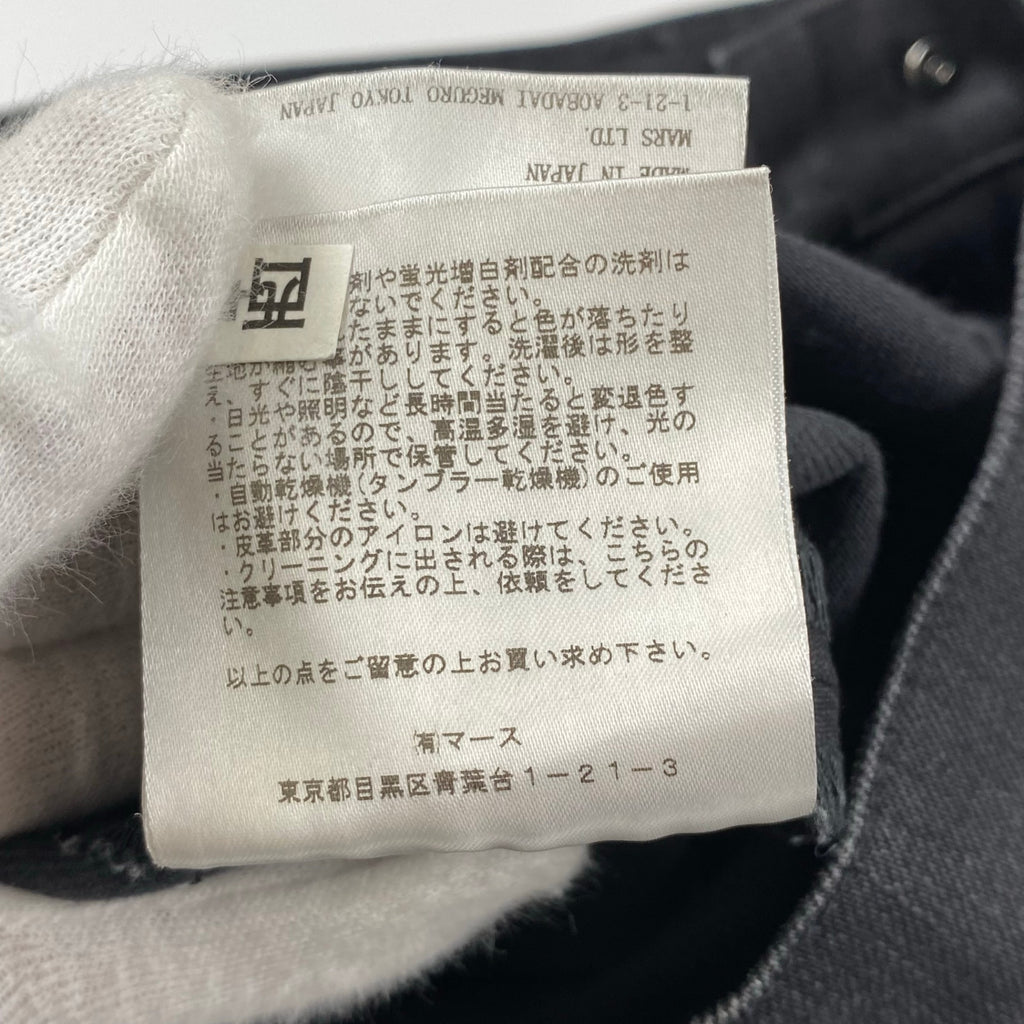 1-21-3 AOBADAI MEGURO TOKYO JAPAN
MARS LTD.
MADE IN JAPAN
西
剤や蛍光増白剤配合の洗剤は
ないでください。
たままにすると色が落ちたり
があります。洗濯後は形を整
え、すぐに陰干ししてください。
・日光や照明など長時間当たると変退色す
ることがあるので、高温多湿を避け、光の
当たらない場所で保管してください。
・自動乾燥機(タンブラー乾燥機)のご使用
はお避けください。
・皮革部分のアイロンは避けてください。
・クリーニングに出される際は、こちらの
注意事項をお伝えの上、依頼をしてくださ
い。
以上の点をご留意の上お買い求め下さい。
㈲マース
東京都目黒区青葉台1－21－3